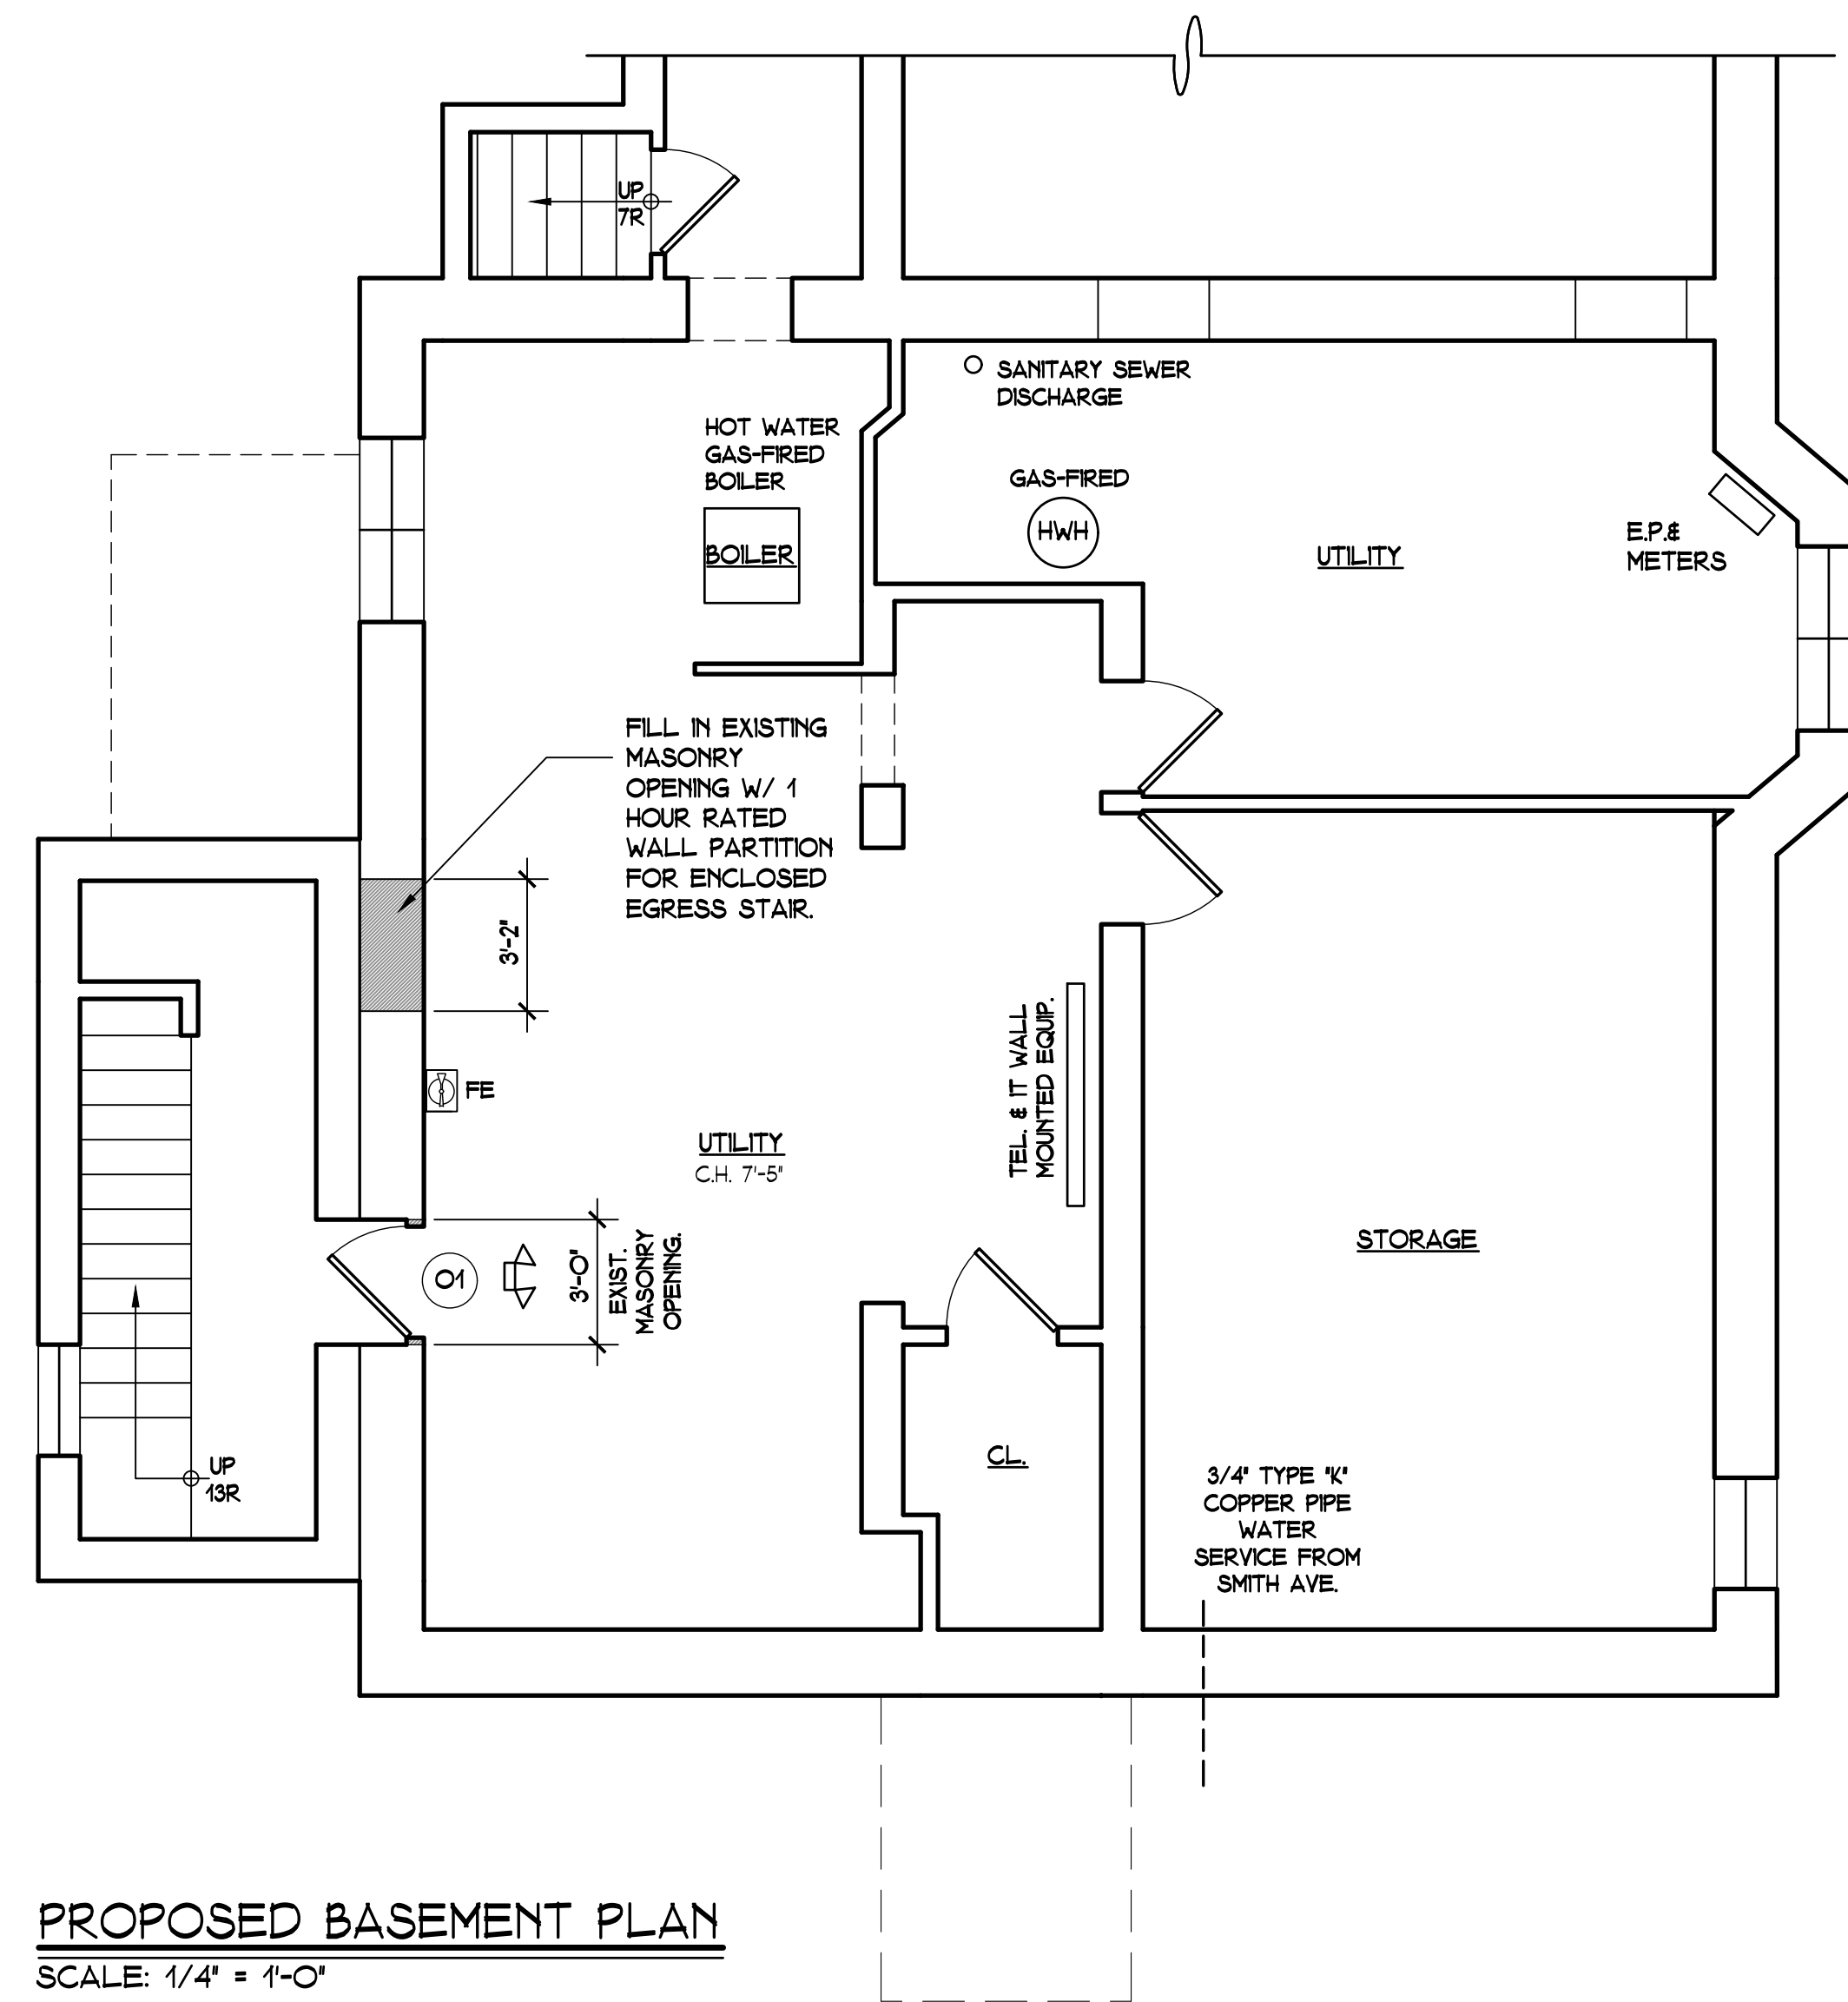 UP
7R
SANITARY SEWER
DISCHARGE
HOT WATER
GAS-FIRED
BOILER
BOILER
GAS-FIRED
HWH
UTILITY
E.P.&
METERS
FILL IN EXISTING
MASONRY
OPENING W/ 1
HOUR RATED
WALL PARTITION
FOR ENCLOSED
EGRESS STAIR.
3'-2"
FE
TEL. & IT WALL
MOUNTED EQUIP.
UTILITY
C.H. 7'-5"
01
3'-0"
EXIST.
MASONRY
OPENING.
STORAGE
CL.
UP
13R
3/4" TYPE "K"
COPPER PIPE
WATER
SERVICE FROM
SMITH AVE.
PROPOSED BASEMENT PLAN
SCALE: 1/4" = 1'-0"